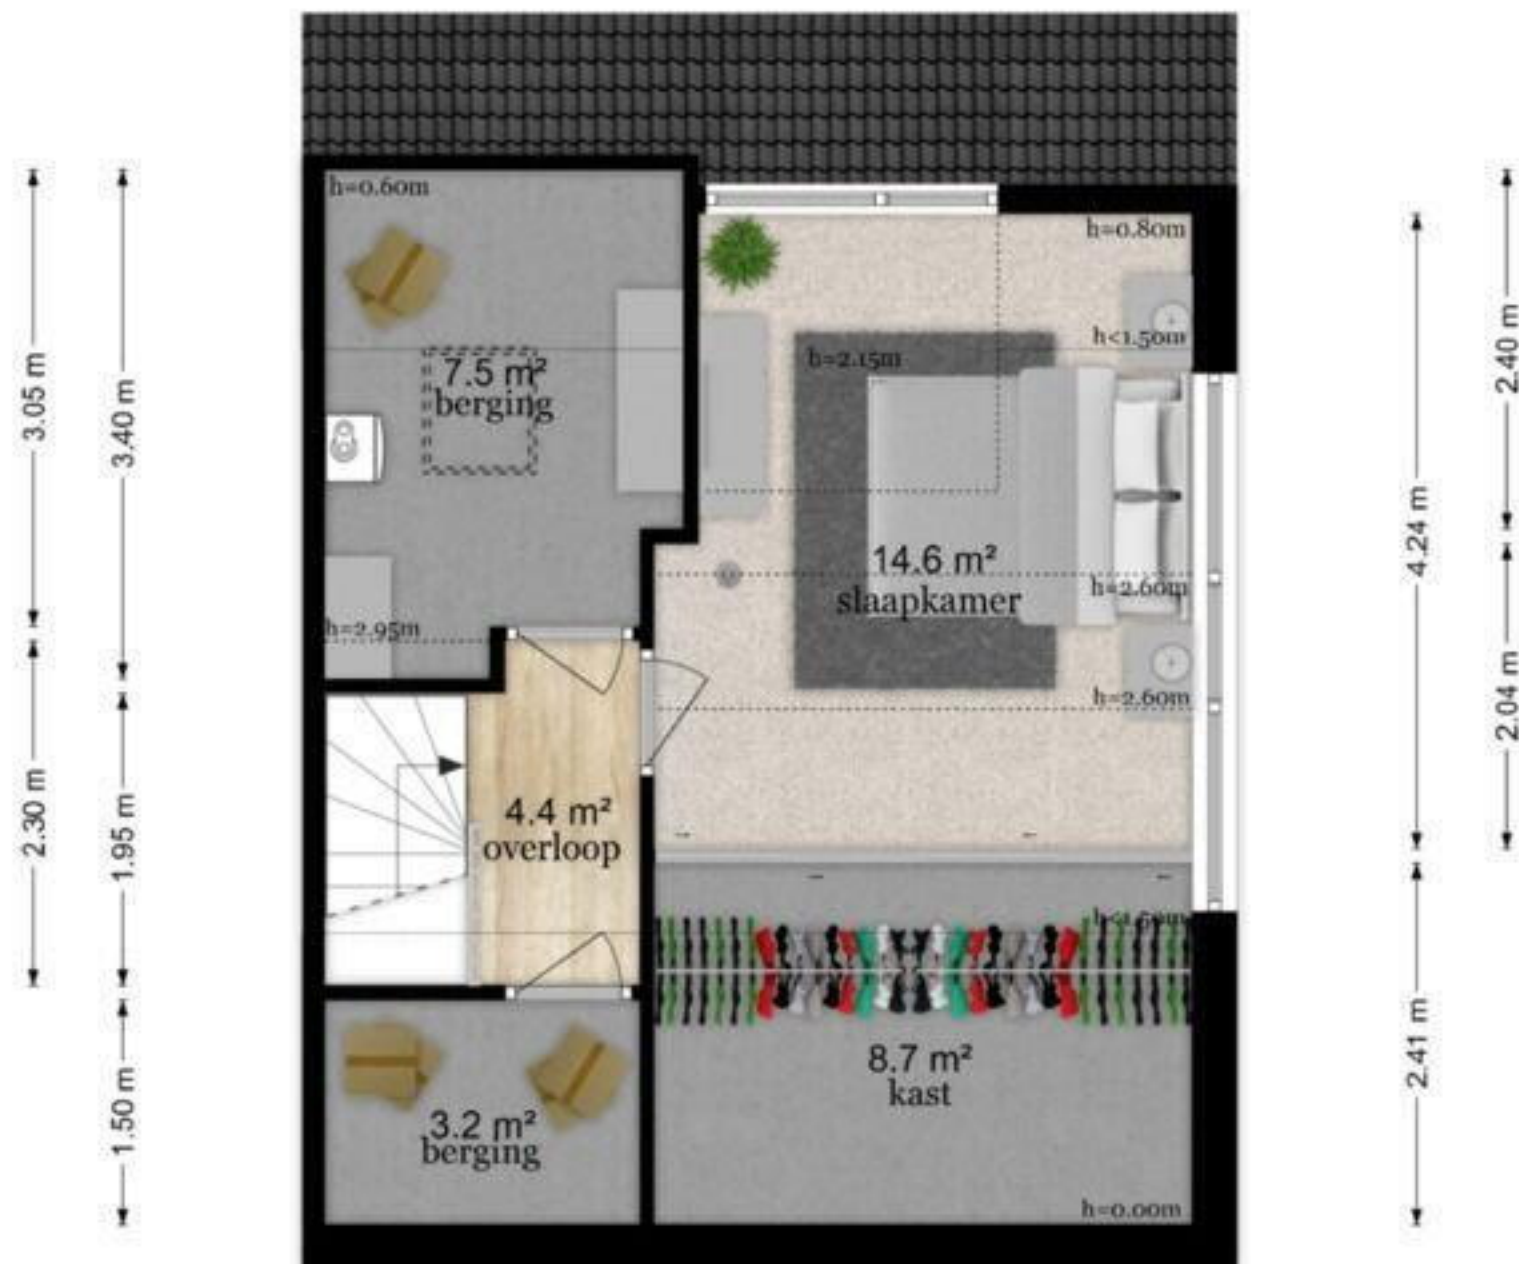 h=0.60m
h=0.80m
h<1.50m
h=2.15m
7.5 m²
berging
3.05 m
3.40 m
2.40 m
4.24 m
14.6 m²
slaapkamer
h=2.60m
h=2.95m
h=2.60m
2.04 m
2.30 m
1.95 m
4.4 m²
overloop
h<1.50m
2.41 m
8.7 m²
kast
1.50 m
3.2 m²
berging
h=0.00m